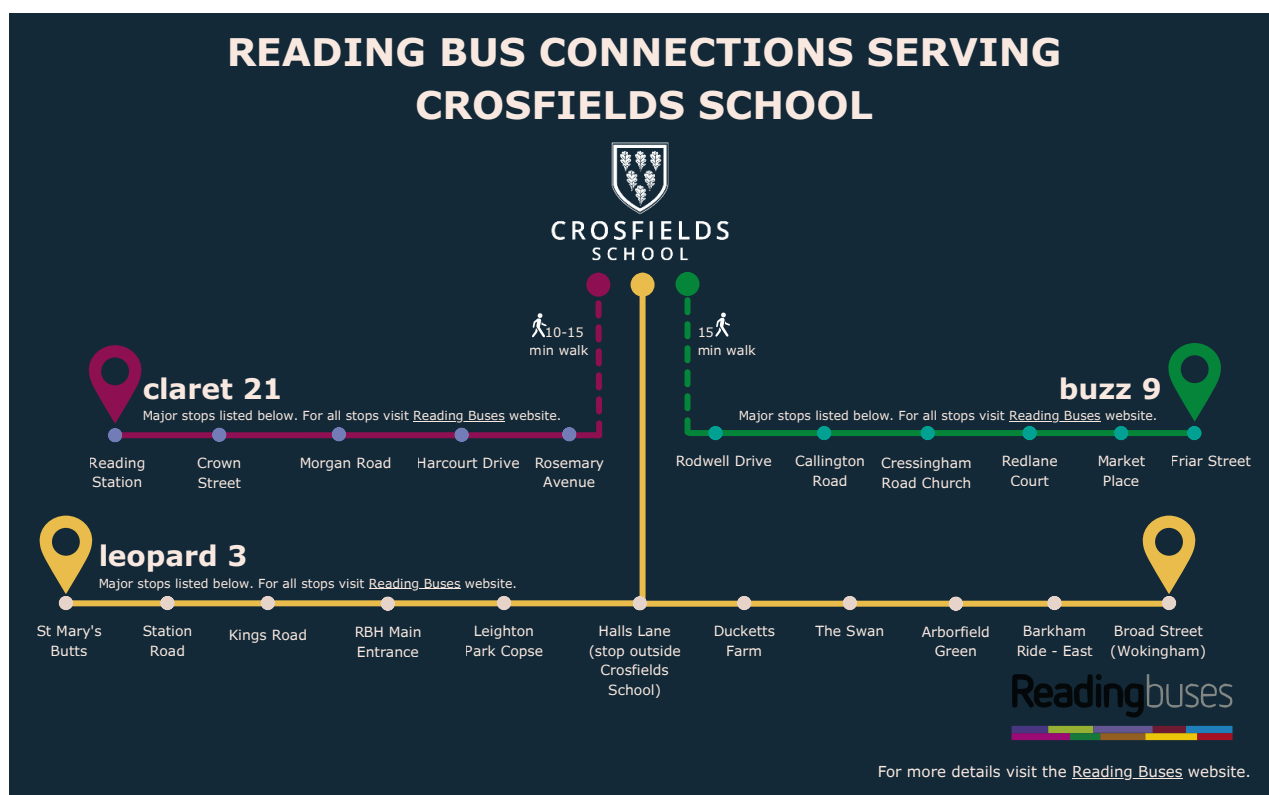 READING BUS CONNECTIONS SERVING
CROSFIELDS SCHOOL
CROSFIELDS
SCHOOL
10-15
min walk
15
min walk
claret 21
Major stops listed below. For all stops visit Reading Buses website.
Reading
Station
Crown
Street
Morgan Road
Harcourt Drive
Rosemary
Avenue
buzz 9
Major stops listed below. For all stops visit Reading Buses website.
Rodwell Drive
Callington
Road
Cressingham
Road Church
Redlane
Court
Market
Place
Friar Street
leopard 3
Major stops listed below. For all stops visit Reading Buses website.
St Mary's
Butts
Station
Road
Kings Road
RBH Main
Entrance
Leighton
Park Copse
Halls Lane
(stop outside
Crosfields
School)
Ducketts
Farm
The Swan
Arborfield
Green
Barkham
Ride - East
Broad Street
(Wokingham)
Readingbuses
For more details visit the Reading Buses website.